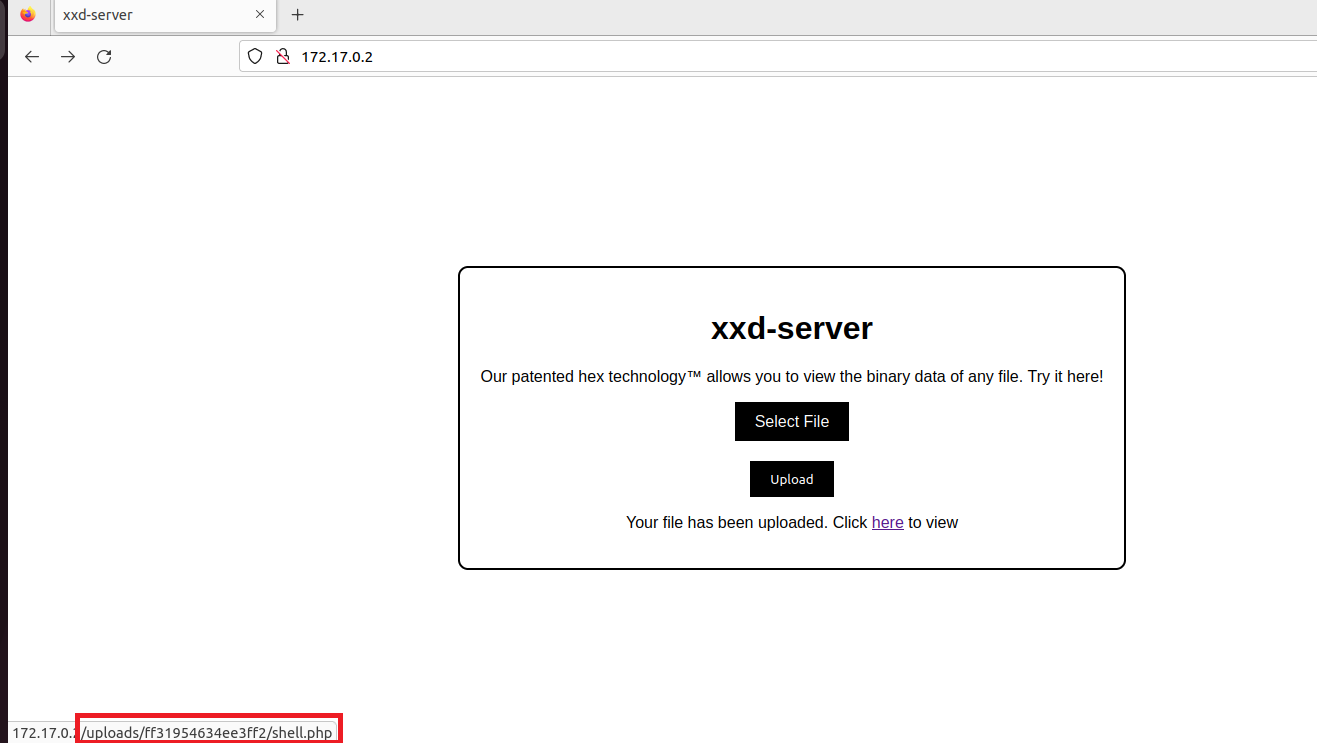 xxd-server
172.17.0.2
xxd-server
Our patented hex technology™ allows you to view the binary data of any file. Try it here!
Select File
Upload
Your file has been uploaded. Click here to view
172.17.0.2/uploads/ff31954634ee3ff2/shell.php